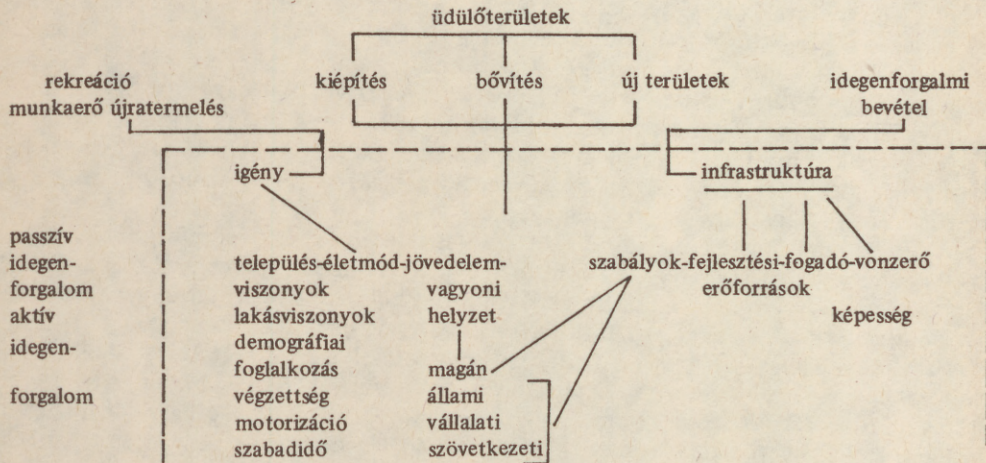 üdülőterületek
rekreáció kiépítés bővítés új területek idegenforgalmi
munkaerő újratermelés bevétel
igény infrastruktúra
passzív
idegen- település-életmód-jövedelem- szabályok-fejlesztési-fogadó-vonzerő
forgalom viszonyok vagyoni erőforrások
aktív lakásviszonyok helyzet képesség
idegen- demográfiai
foglalkozás magán
forgalom végzettség állami
motorizáció vállalati
szabadidő szövetkezeti